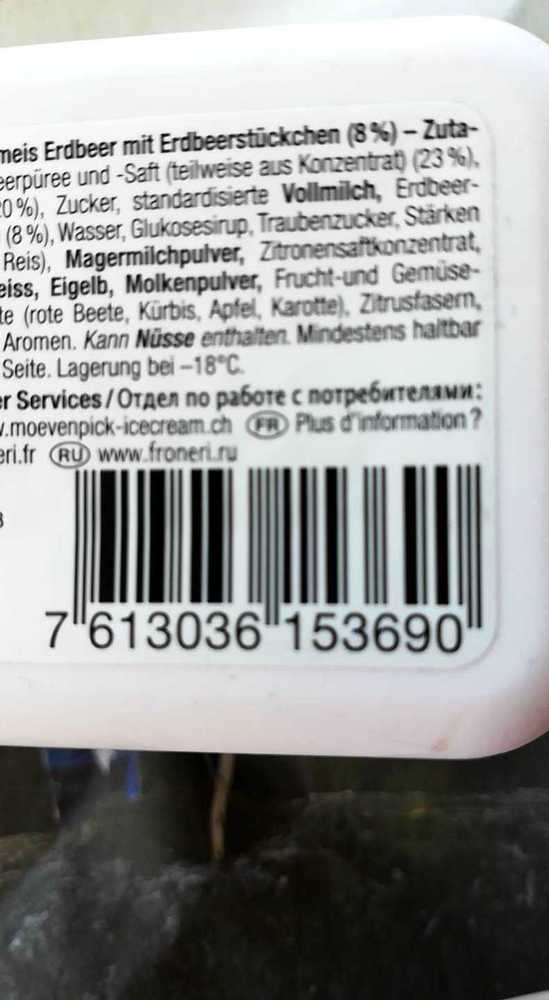 meis Erdbeer mit Erdbeerstückchen (8 %) – Zuta-
eerpüree und -Saft (teilweise aus Konzentrat) (23 %),
20 %), Zucker, standardisierte Vollmilch, Erdbeer-
(8 %), Wasser, Glukosesirup, Traubenzucker, Stärken
Reis), Magermilchpulver, Zitronensaftkonzentrat,
eiss, Eigelb, Molkenpulver, Frucht-und Gemüse-
te (rote Beete, Kürbis, Apfel, Karotte), Zitrusfasern,
Aromen. Kann Nüsse enthalten. Mindestens haltbar
Seite. Lagerung bei –18°C.
er Services / Отдел по работе с потребителями:
w.moevenpick-icecream.ch FR Plus d'information ?
eri.fr RU www.froneri.ru
7 613036 153690